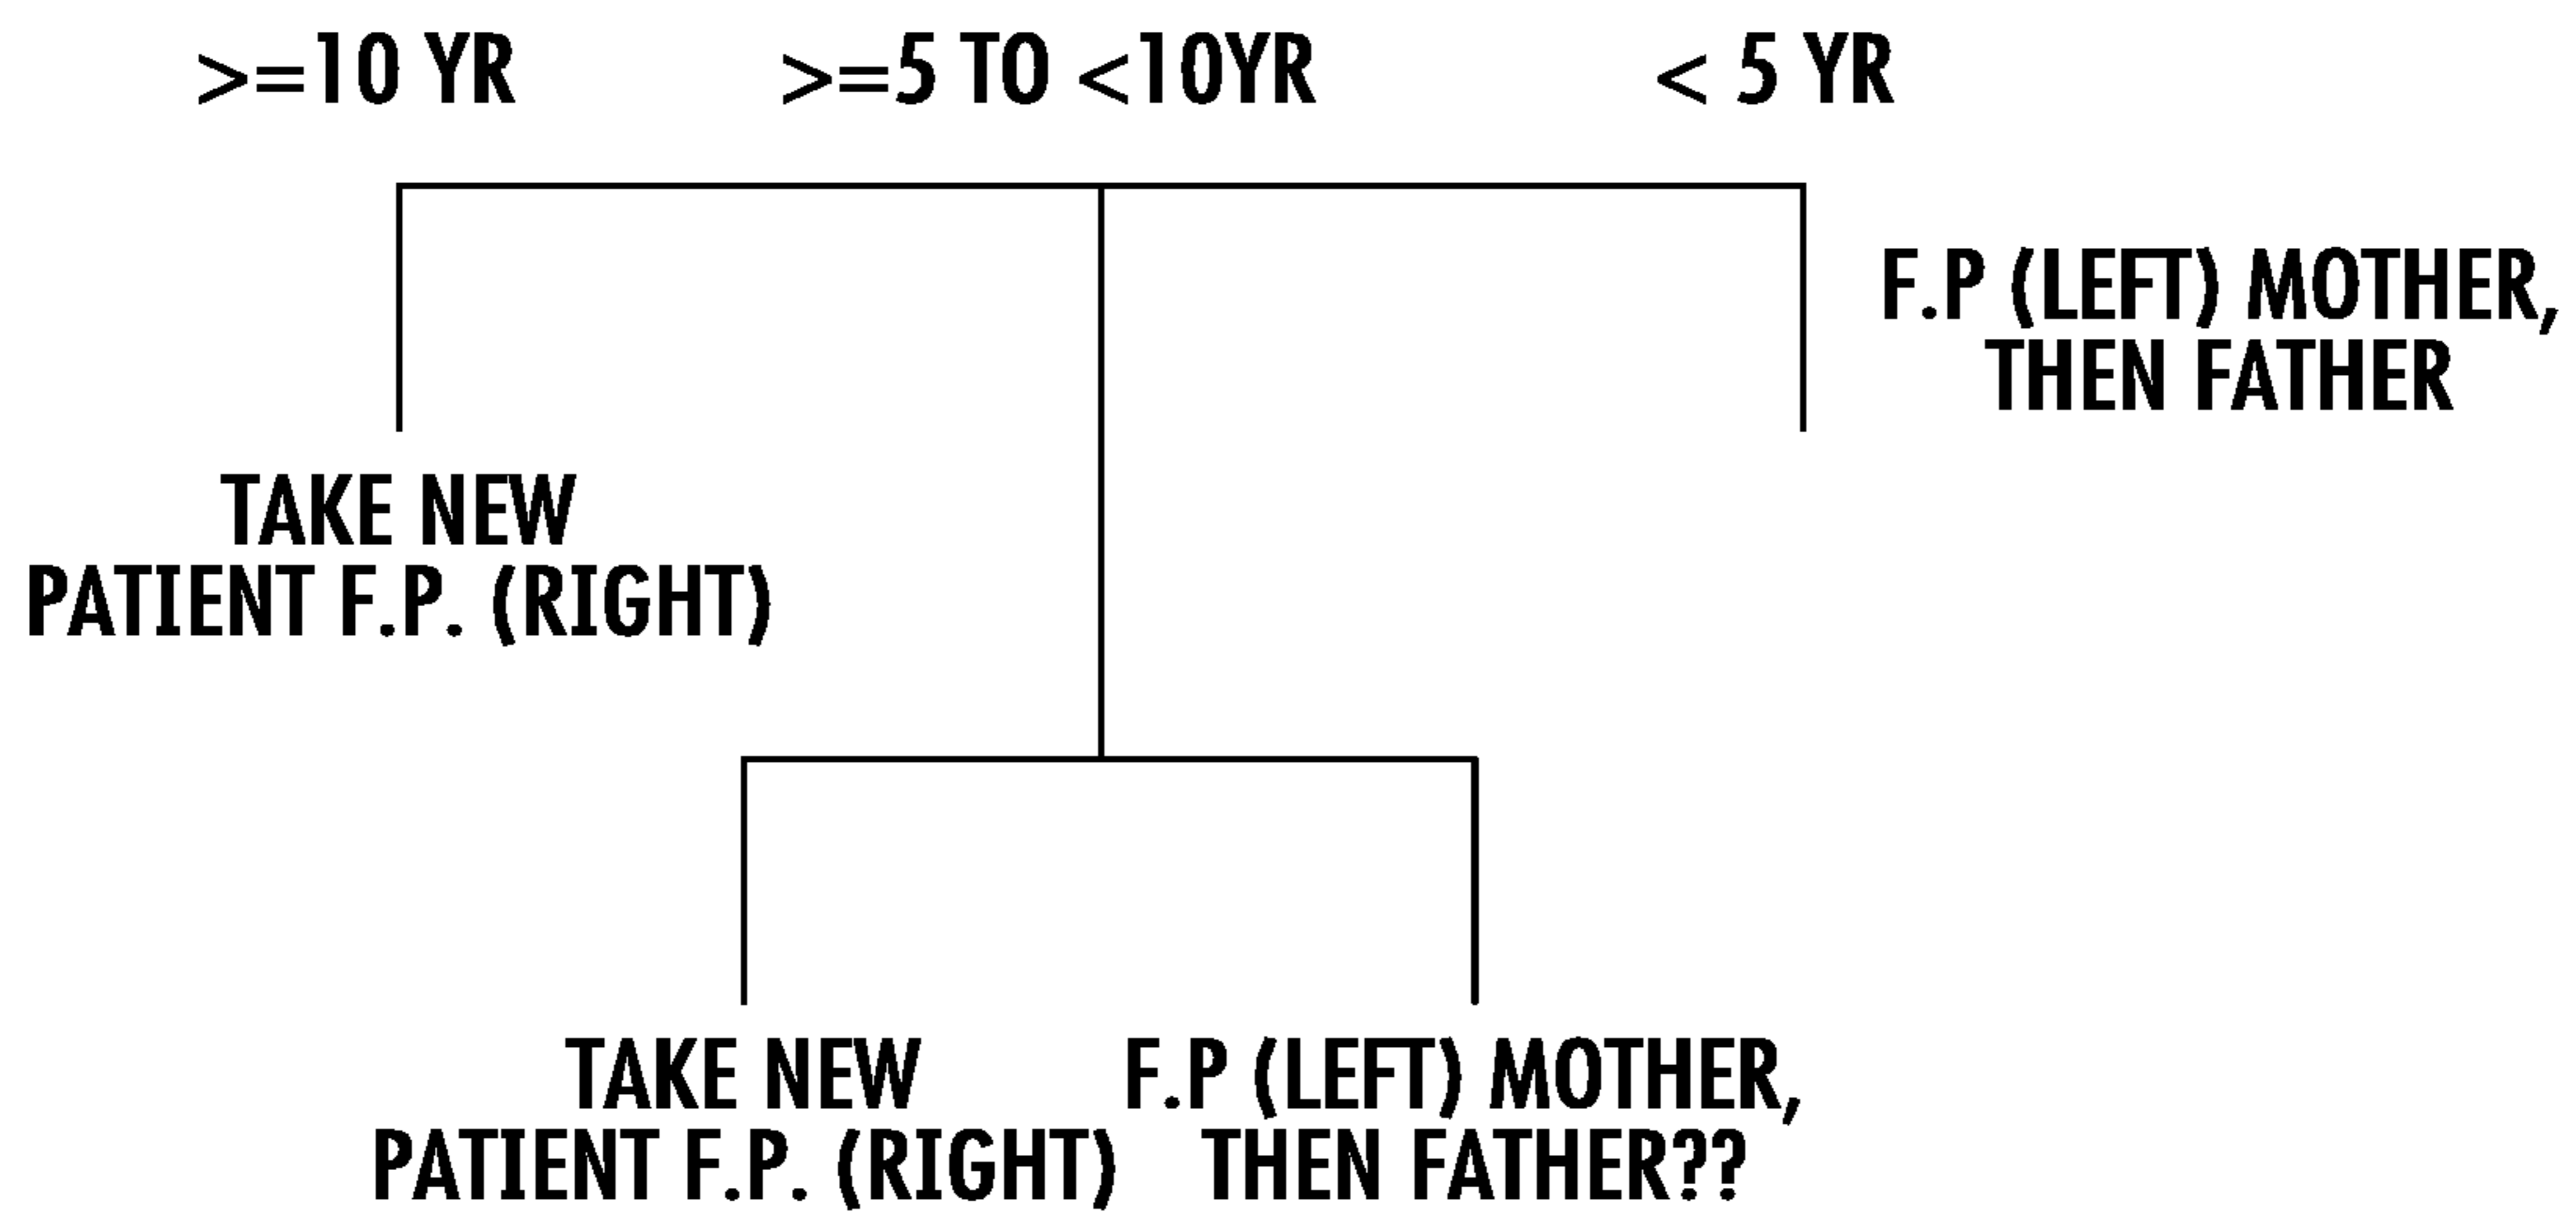 >=10 YR
>=5 TO <10YR
< 5 YR
F.P (LEFT) MOTHER,
THEN FATHER
TAKE NEW
PATIENT F.P. (RIGHT)
TAKE NEW
PATIENT F.P. (RIGHT)
F.P (LEFT) MOTHER,
THEN FATHER??